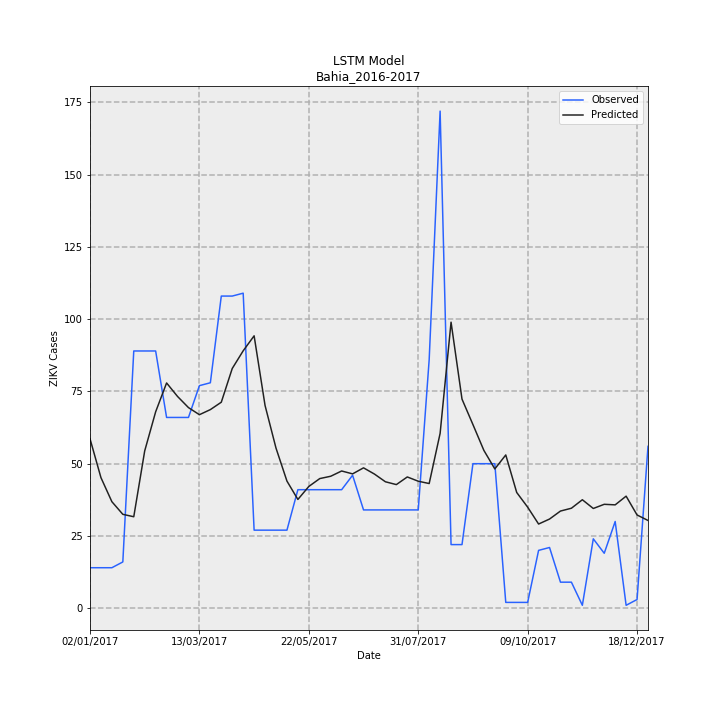 LSTM Model
Bahia_2016-2017
Observed
Predicted
ZIKV Cases
175
150
125
100
75
50
25
0
02/01/2017 13/03/2017 22/05/2017 31/07/2017 09/10/2017 18/12/2017
Date